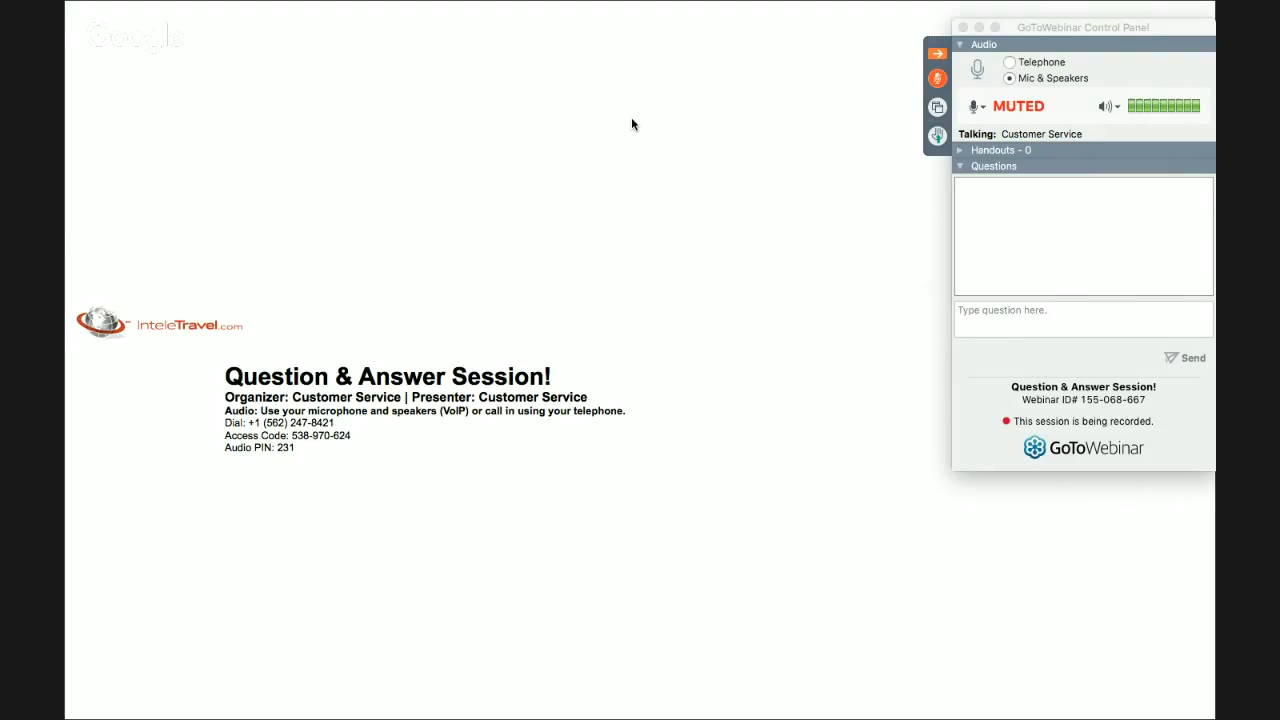 Google
GoToWebinar Control Panel
Audio
Telephone
Mic & Speakers
MUTED
Talking: Customer Service
Handouts - 0
Questions
Type question here.
Send
Question & Answer Session!
Webinar ID# 155-068-667
This session is being recorded.
GoToWebinar
InteleTravel.com
Question & Answer Session!
Organizer: Customer Service | Presenter: Customer Service
Audio: Use your microphone and speakers (VoIP) or call in using your telephone.
Dial: +1 (562) 247-8421
Access Code: 538-970-624
Audio PIN: 231